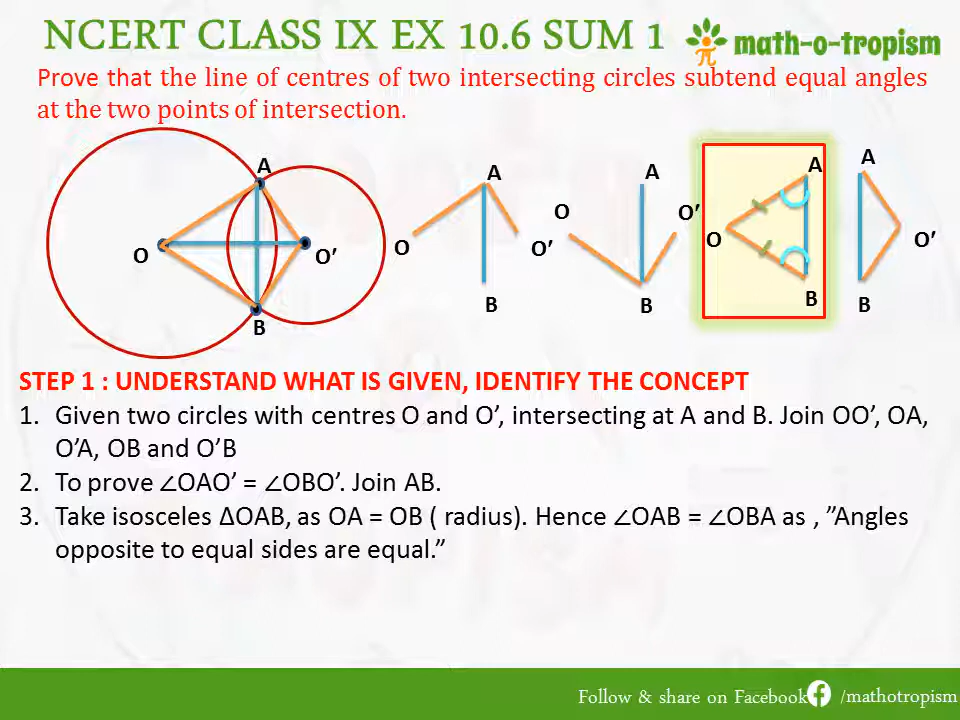 NCERT CLASS IX EX 10.6 SUM 1
math-o-tropism
Prove that the line of centres of two intersecting circles subtend equal angles
at the two points of intersection.
A
O
O’
B
A
O
O’
B
A
O
O’
B
A
O
B
A
O’
B
STEP 1 : UNDERSTAND WHAT IS GIVEN, IDENTIFY THE CONCEPT
1. Given two circles with centres O and O’, intersecting at A and B. Join OO’, OA,
O’A, OB and O’B
2. To prove ∠OAO’ = ∠OBO’. Join AB.
3. Take isosceles ΔOAB, as OA = OB ( radius). Hence ∠OAB = ∠OBA as , ”Angles
opposite to equal sides are equal.”
Follow & share on Facebook /mathotropism